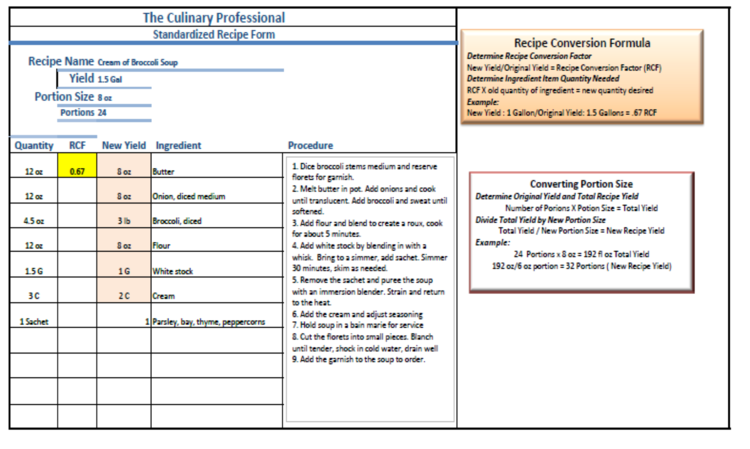 The Culinary Professional
Standardized Recipe Form
Recipe Name Cream of Broccoli Soup
Yield 1.5 Gal
Portion Size 8 oz
Portions 24
Quantity RCF New Yield Ingredient Procedure
12 oz 0.67 8 oz Butter
12 oz 8 oz Onion, diced medium
4.5 oz 3 lb Broccoli, diced
12 oz 8 oz Flour
1.5 G 1 G White stock
3 C 2 C Cream
1 Sachet 1 Parsley, bay, thyme, peppercorns
1. Dice broccoli stems medium and reserve
florets for garnish.
2. Melt butter in pot. Add onions and cook
until translucent. Add broccoli and sweat until
softened.
3. Add flour and blend to create a roux, cook
for about 5 minutes.
4. Add white stock by blending in with a
whisk. Bring to a simmer, add sachet. Simmer
30 minutes, skim as needed.
5. Remove the sachet and puree the soup
with an immersion blender. Strain and return
to the heat.
6. Add the cream and adjust seasoning
7. Hold soup in a bain marie for service
8. Cut the florets into small pieces. Blanch
until tender, shock in cold water, drain well
9. Add the garnish to the soup to order.
Recipe Conversion Formula
Determine Recipe Conversion Factor
New Yield/Original Yield = Recipe Conversion Factor (RCF)
Determine Ingredient Item Quantity Needed
RCF X old quantity of ingredient = new quantity desired
Example:
New Yield : 1 Gallon/Original Yield: 1.5 Gallons = .67 RCF
Converting Portion Size
Determine Original Yield and Total Recipe Yield
Number of Porions X Potion Size = Total Yield
Divide Total Yield by New Portion Size
Total Yield / New Portion Size = New Recipe Yield
Example:
24 Portions x 8 oz = 192 fl oz Total Yield
192 oz/6 oz portion = 32 Portions ( New Recipe Yield)